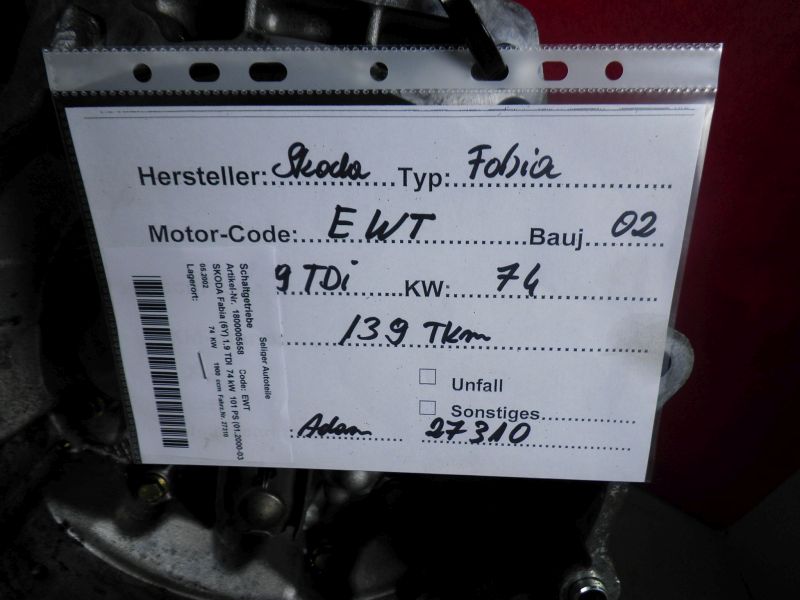 Hersteller: Skoda Typ: Fabia
Motor-Code: EWT Bauj. 02
9 TDi KW: 74
139 TKm
Unfall
Sonstiges
Adam 27310
Seliger Autoteile
Schaltgetriebe Code: EWT
Artikel-Nr. 1800005558
SKODA Fabia (6Y) 1.9 TDI 74 kW 101 PS (01.2000-03
05.2002 74 KW 1900 ccm Fahrz.Nr. 27310
Lagerort: